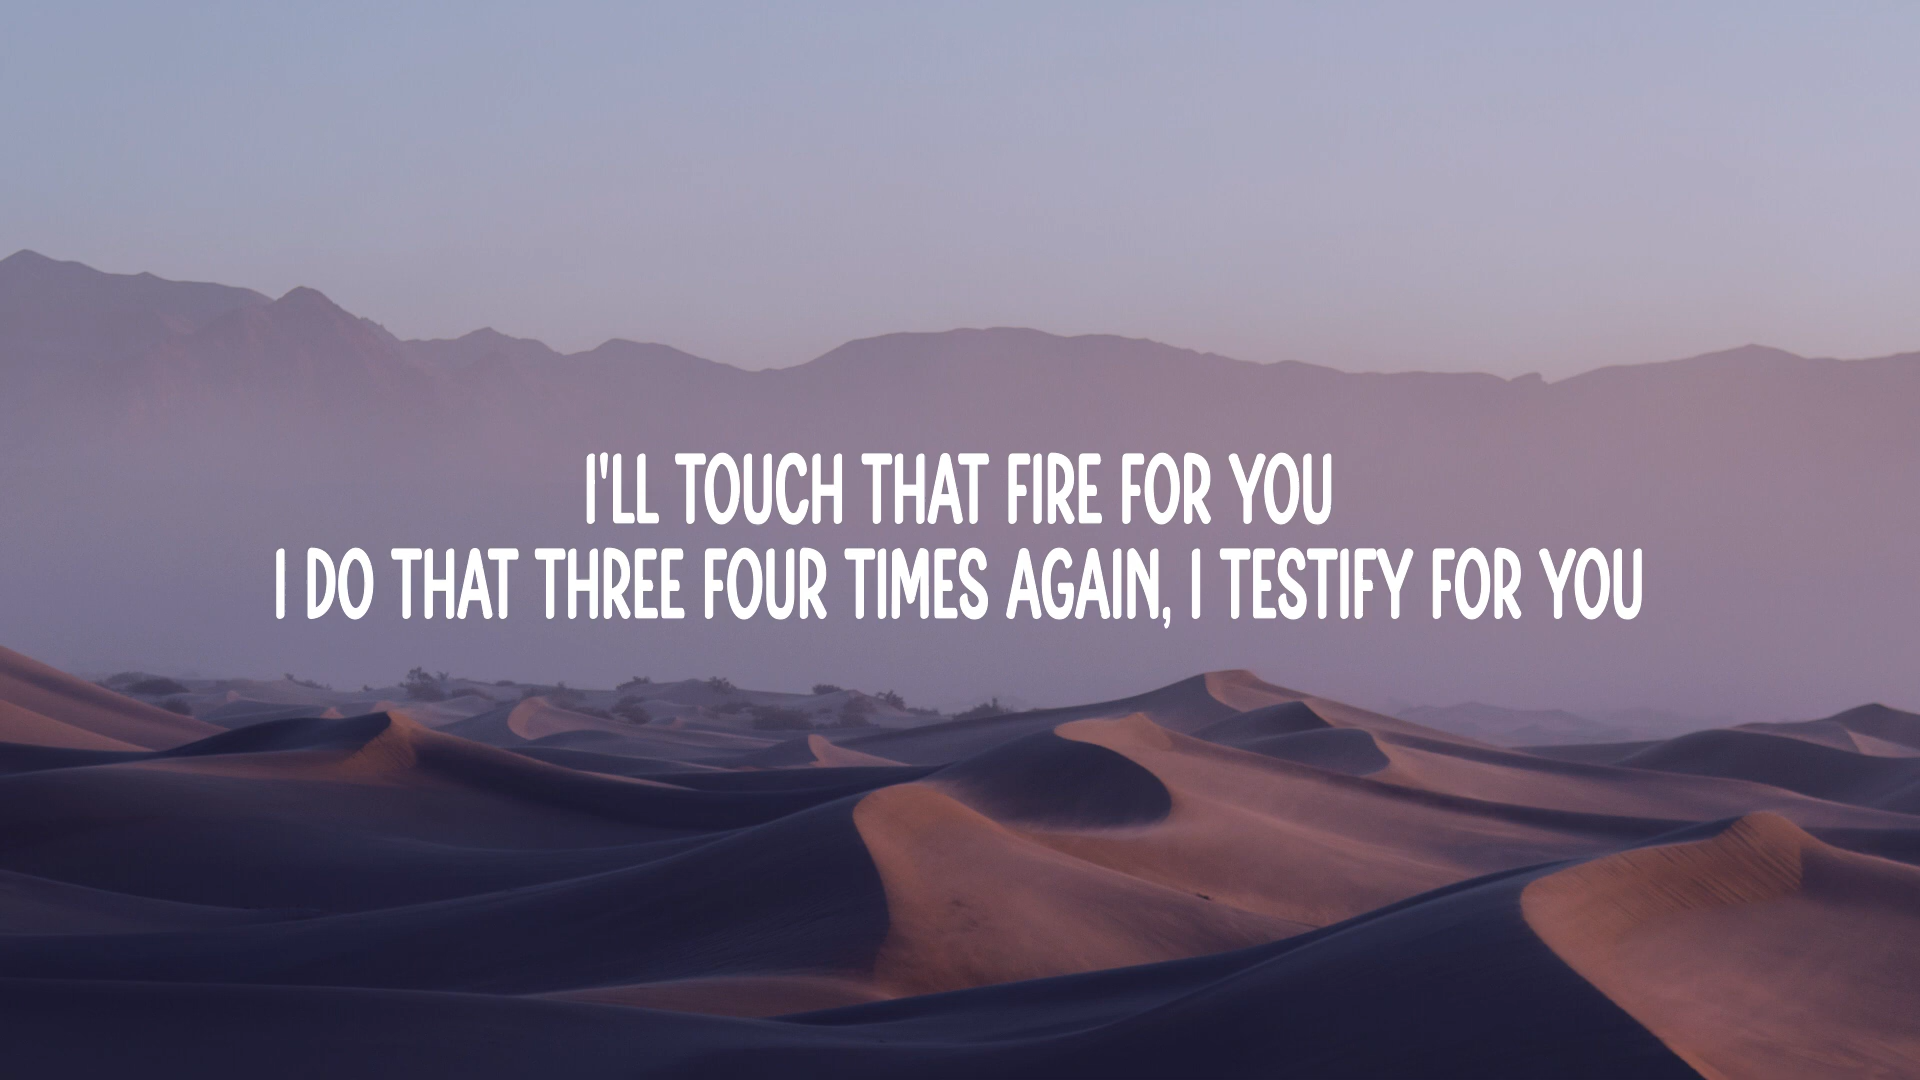 I'LL TOUCH THAT FIRE FOR YOU
I DO THAT THREE FOUR TIMES AGAIN, I TESTIFY FOR YOU